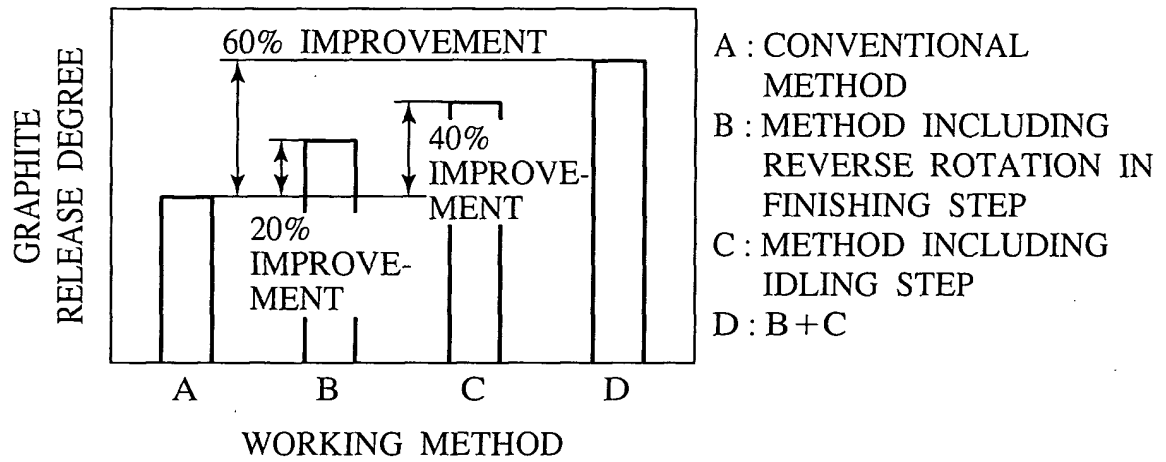 60% IMPROVEMENT
40%
IMPROVE-
MENT
20%
IMPROVE-
MENT
GRAPHITE
RELEASE DEGREE
A B C D
WORKING METHOD
A : CONVENTIONAL
METHOD
B : METHOD INCLUDING
REVERSE ROTATION IN
FINISHING STEP
C : METHOD INCLUDING
IDLING STEP
D : B+C